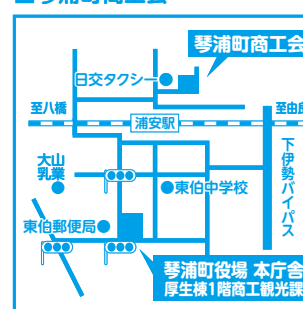 琴浦町商工会
日交タクシー
至八橋
浦安駅
至由良
大山
乳業
東伯中学校
下伊勢バイパス
東伯郵便局
琴浦町役場 本庁舎
厚生棟1階商工観光課